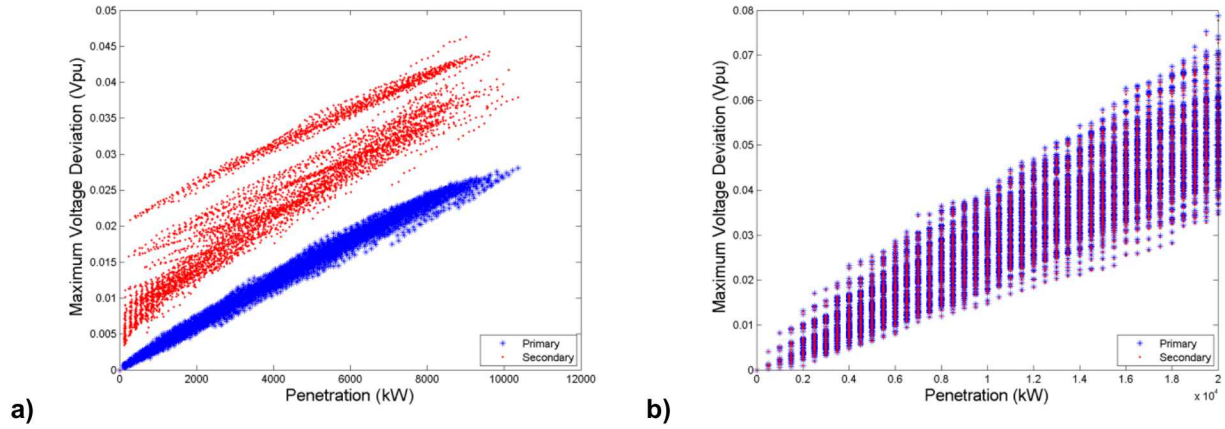 0.05
0.045
0.04
0.035
0.03
0.025
0.02
0.015
0.01
0.005
0
Maximum Voltage Deviation (Vpu)
0 2000 4000 6000 8000 10000 12000
Penetration (kW)
Primary
Secondary
a)
0.08
0.07
0.06
0.05
0.04
0.03
0.02
0.01
0
Maximum Voltage Deviation (Vpu)
0 0.2 0.4 0.6 0.8 1 1.2 1.4 1.6 1.8 2
x 10⁴
Penetration (kW)
Primary
Secondary
b)